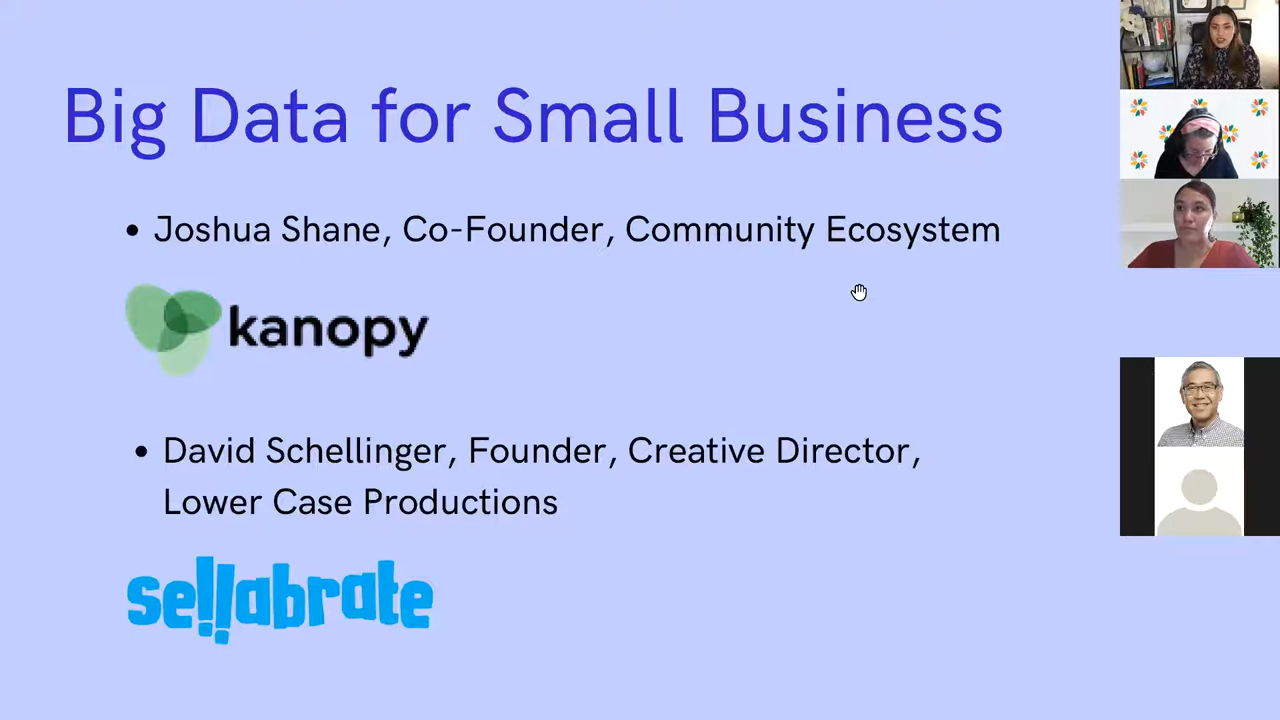 Big Data for Small Business
• Joshua Shane, Co-Founder, Community Ecosystem
kanopy
• David Schellinger, Founder, Creative Director,
Lower Case Productions
sellabrate